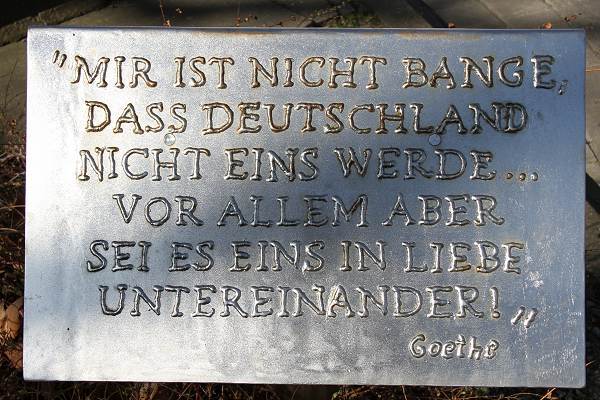 "MIR IST NICHT BANGE,
DASS DEUTSCHLAND
NICHT EINS WERDE...
VOR ALLEM ABER
SEI ES EINS IN LIEBE
UNTEREINANDER!"
Goethe